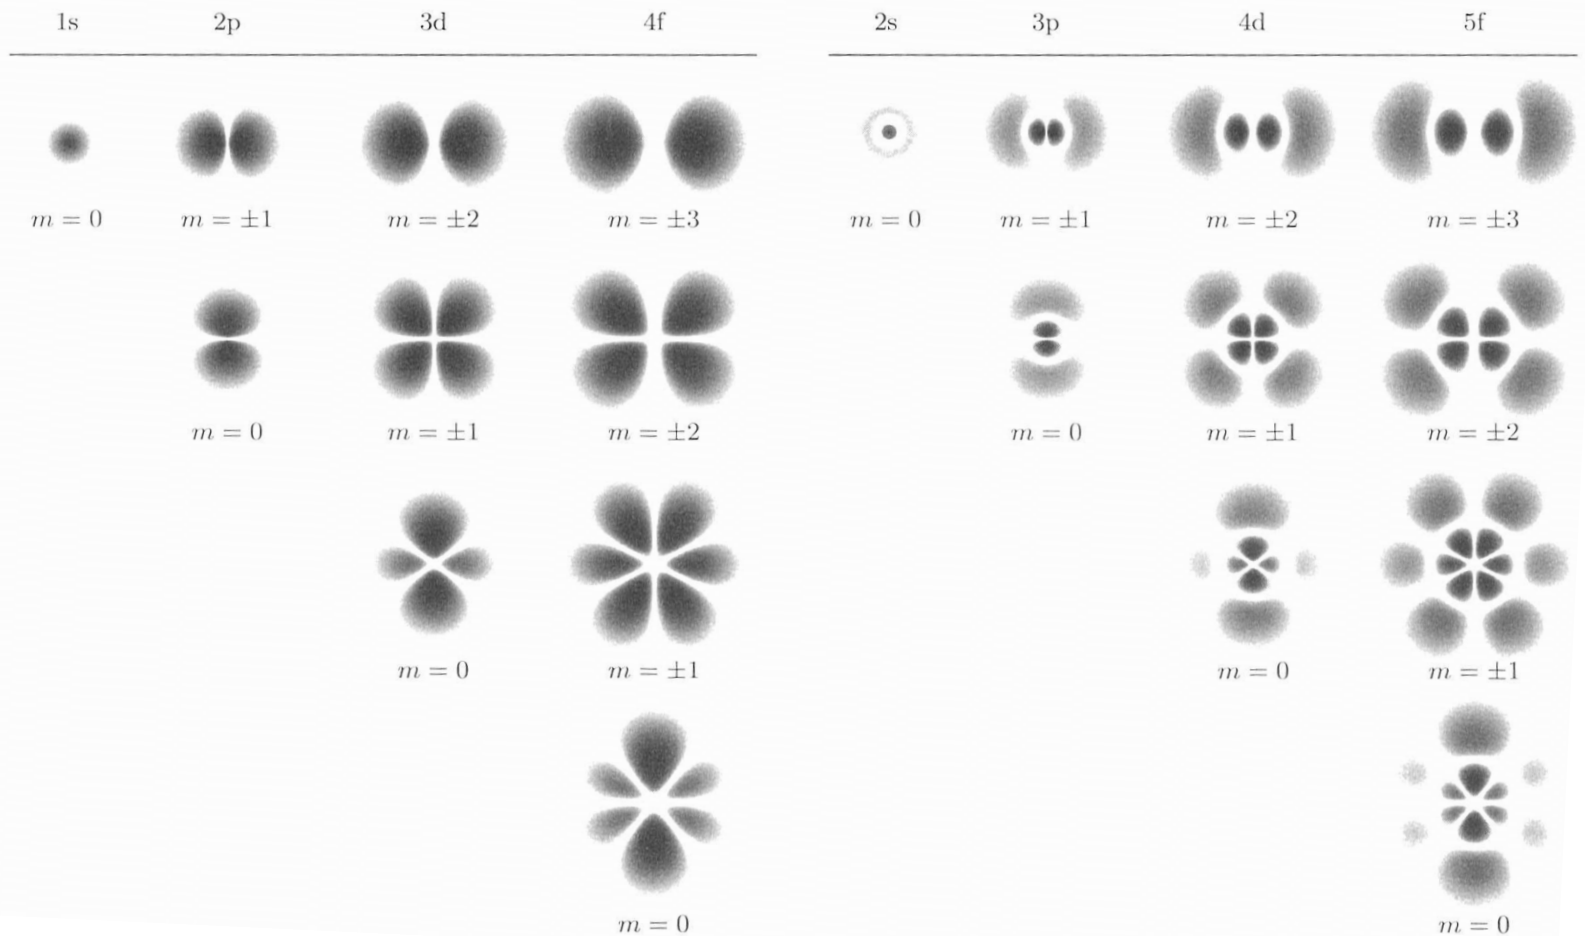 1s 2p 3d 4f 2s 3p 4d 5f
m = 0 m = ±1 m = ±2 m = ±3 m = 0 m = ±1 m = ±2 m = ±3
m = 0 m = ±1 m = ±2 m = 0 m = ±1 m = ±2
m = 0 m = ±1 m = 0 m = ±1
m = 0 m = 0